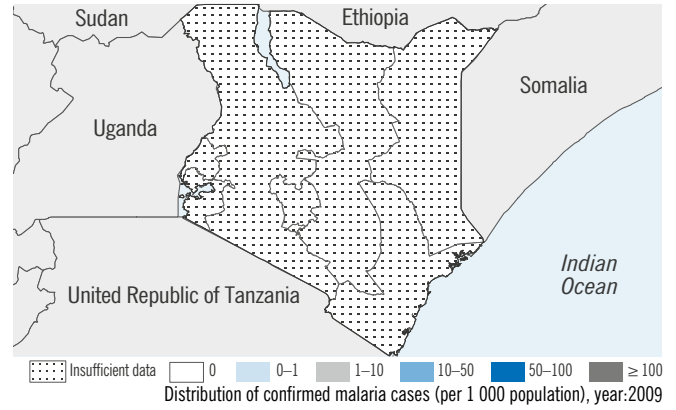 Sudan
Ethiopia
Somalia
Uganda
Indian
Ocean
United Republic of Tanzania
Insufficient data 0 0–1 1–10 10–50 50–100 ≥ 100
Distribution of confirmed malaria cases (per 1 000 population), year:2009